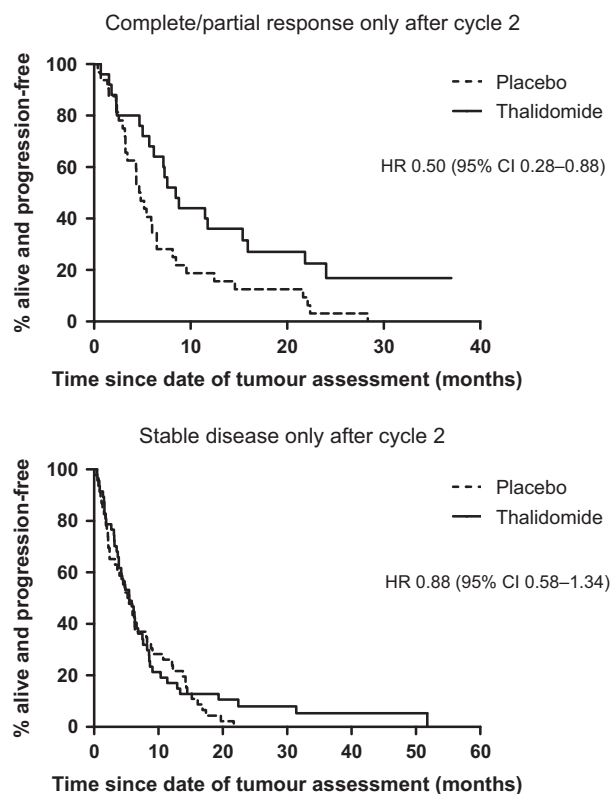 Complete/partial response only after cycle 2
% alive and progression-free
100
80
60
40
20
0
Placebo
Thalidomide
HR 0.50 (95% CI 0.28–0.88)
0 10 20 30 40
Time since date of tumour assessment (months)
Stable disease only after cycle 2
% alive and progression-free
100
80
60
40
20
0
Placebo
Thalidomide
HR 0.88 (95% CI 0.58–1.34)
0 10 20 30 40 50 60
Time since date of tumour assessment (months)